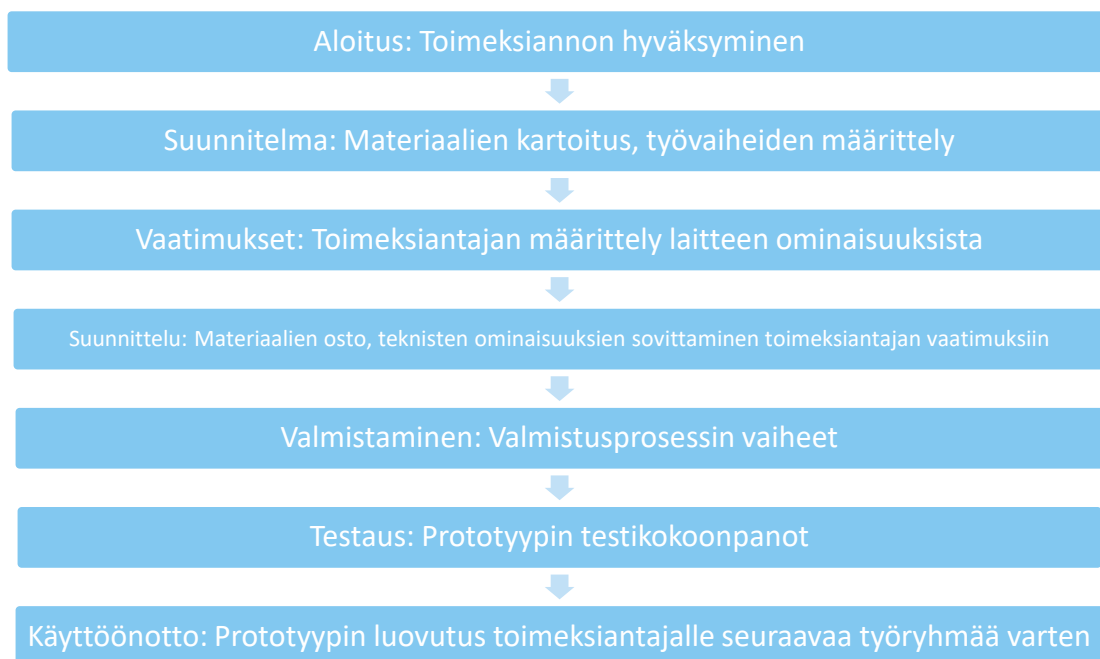 Aloitus: Toimeksiannon hyväksyminen
Suunnitelma: Materiaalien kartoitus, työvaiheiden määrittely
Vaatimukset: Toimeksiantajan määrittely laitteen ominaisuuksista
Suunnittelu: Materiaalien osto, teknisten ominaisuuksien sovittaminen toimeksiantajan vaatimuksiin
Valmistaminen: Valmistusprosessin vaiheet
Testaus: Prototyypin testikokoonpanot
Käyttöönotto: Prototyypin luovutus toimeksiantajalle seuraavaa työryhmää varten